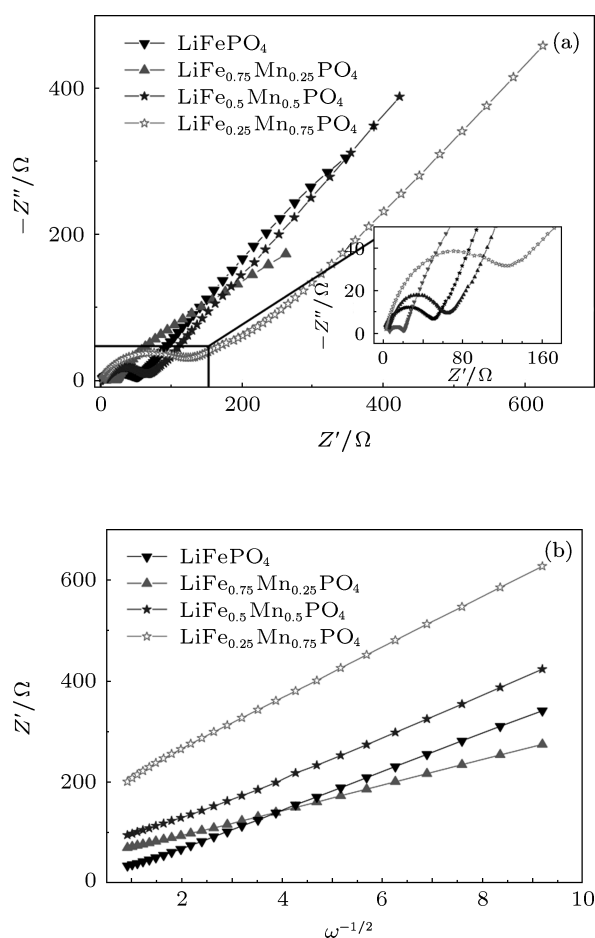 (a)
LiFePO₄
LiFe₀.₇₅Mn₀.₂₅PO₄
LiFe₀.₅Mn₀.₅PO₄
LiFe₀.₂₅Mn₀.₇₅PO₄
400
200
0
−Z″/Ω
0 200 400 600
Z′/Ω
40
20
0
−Z″/Ω
0 80 160
Z′/Ω
(b)
LiFePO₄
LiFe₀.₇₅Mn₀.₂₅PO₄
LiFe₀.₅Mn₀.₅PO₄
LiFe₀.₂₅Mn₀.₇₅PO₄
600
400
200
0
Z′/Ω
2 4 6 8 10
ω⁻¹/²